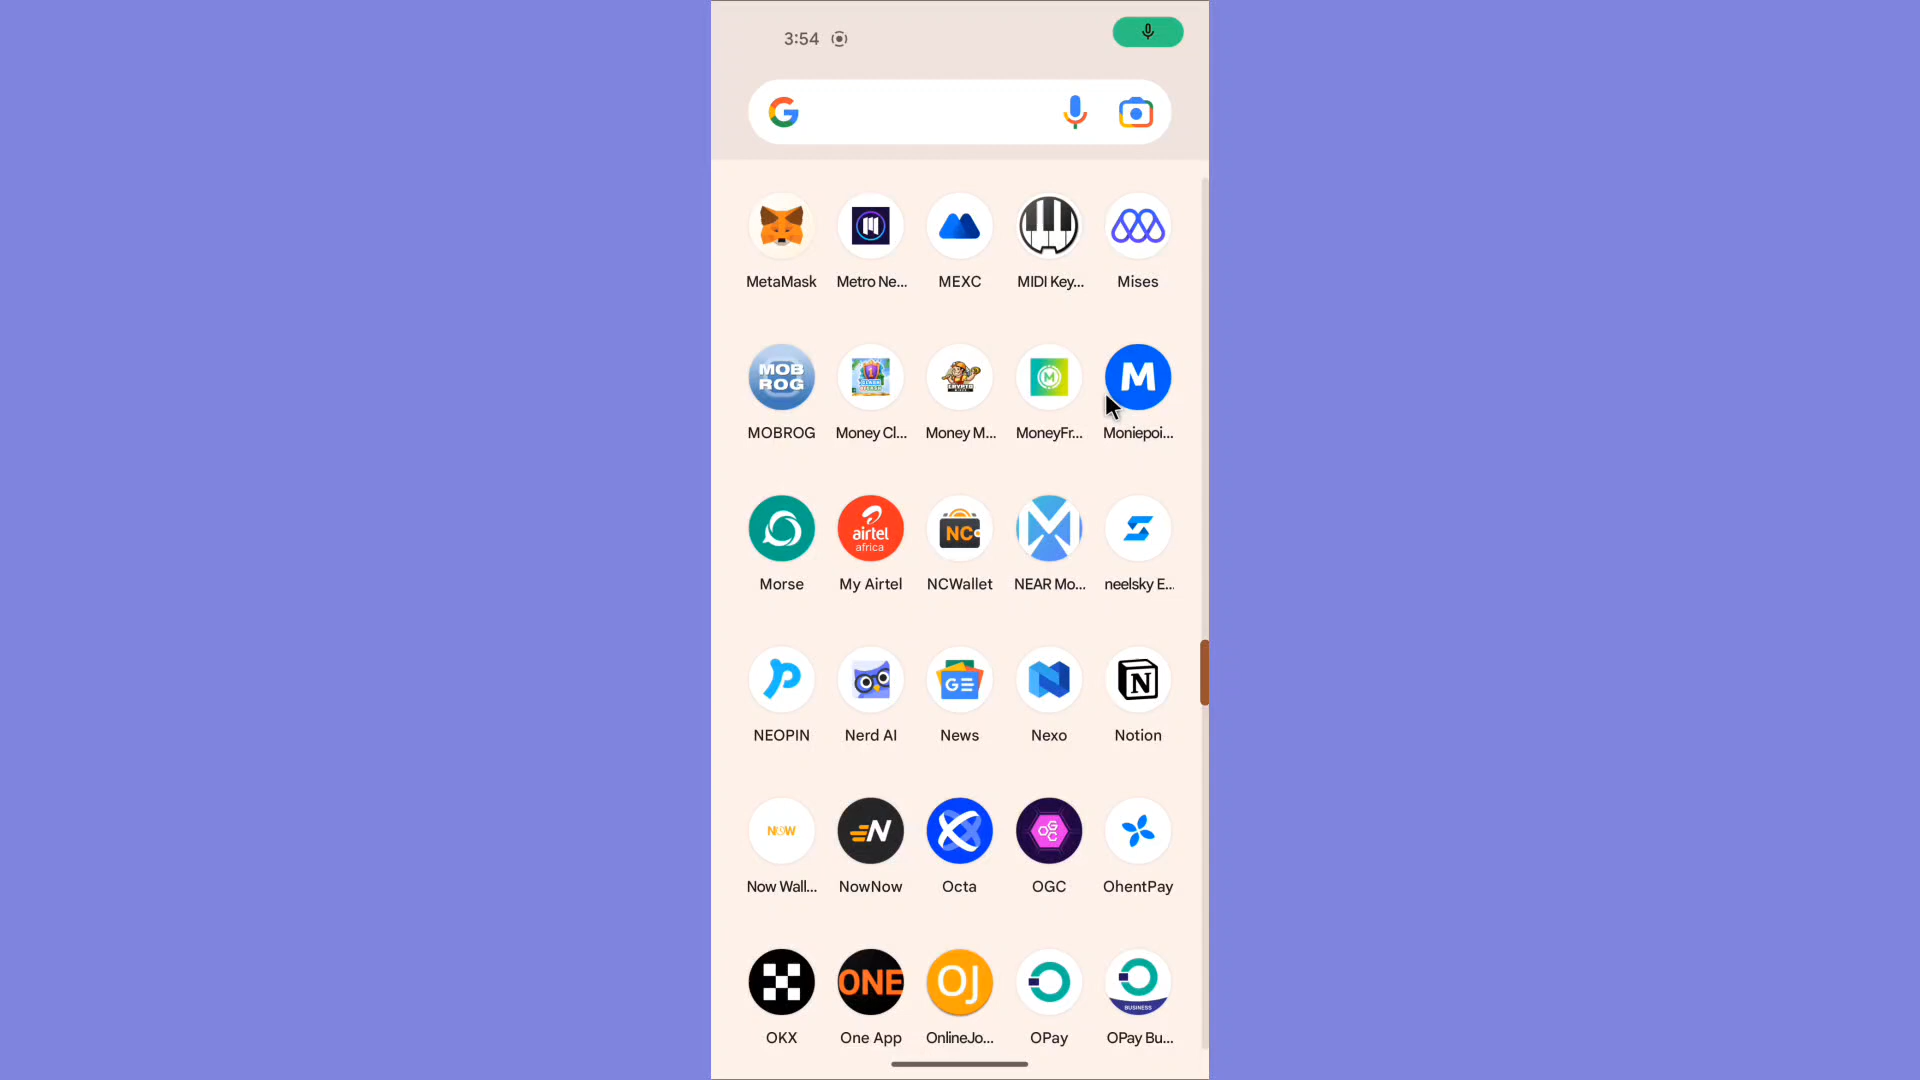 3:54
MetaMask
Metro Ne...
MEXC
MIDI Key...
Mises
MOB
ROG
M
M
MOBROG
Money Cl...
Money M...
MoneyFr...
Moniepoi...
airtel
africa
NC
Morse
My Airtel
NCWallet
NEAR Mo...
neelsky E...
GE
N
NEOPIN
Nerd AI
News
Nexo
Notion
NOW
N
OGC
Now Wall...
NowNow
Octa
OGC
OhentPay
ONE
OJ
BUSINESS
OKX
One App
OnlineJo...
OPay
OPay Bu...